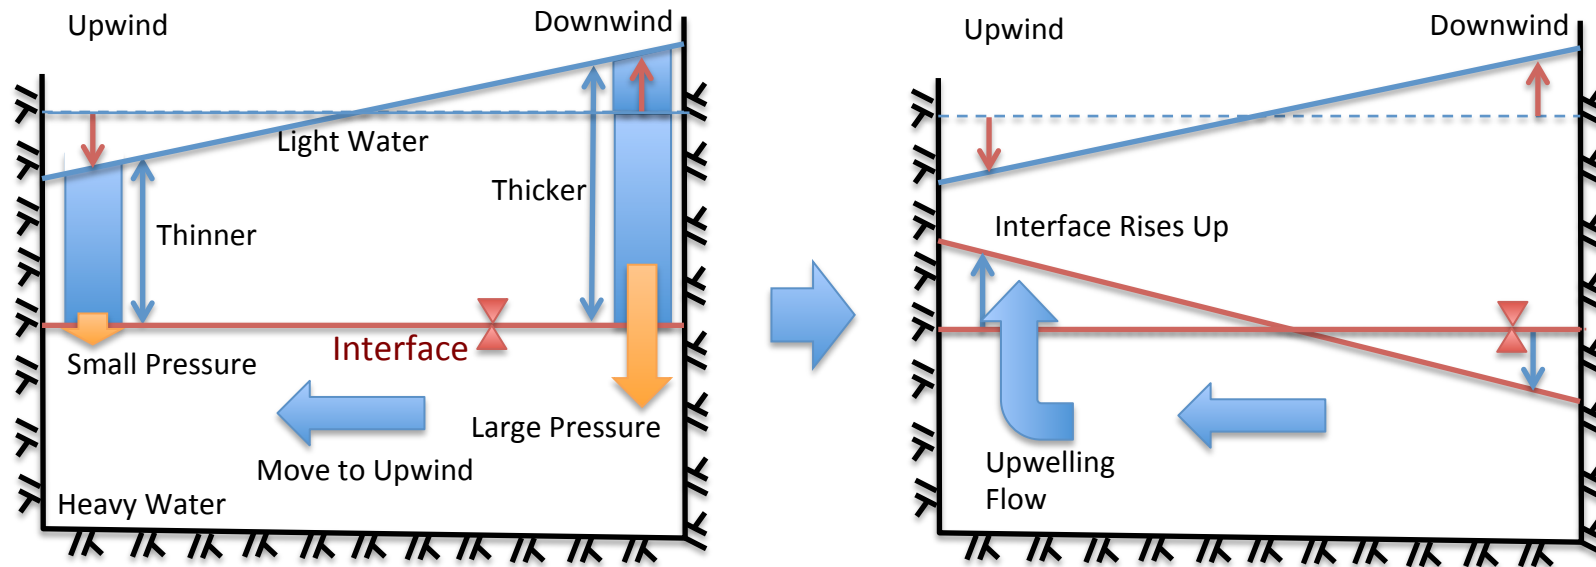 Upwind
Downwind
Light Water
Thicker
Thinner
Interface
Small Pressure
Large Pressure
Move to Upwind
Heavy Water
Upwind
Downwind
Interface Rises Up
Upwelling
Flow